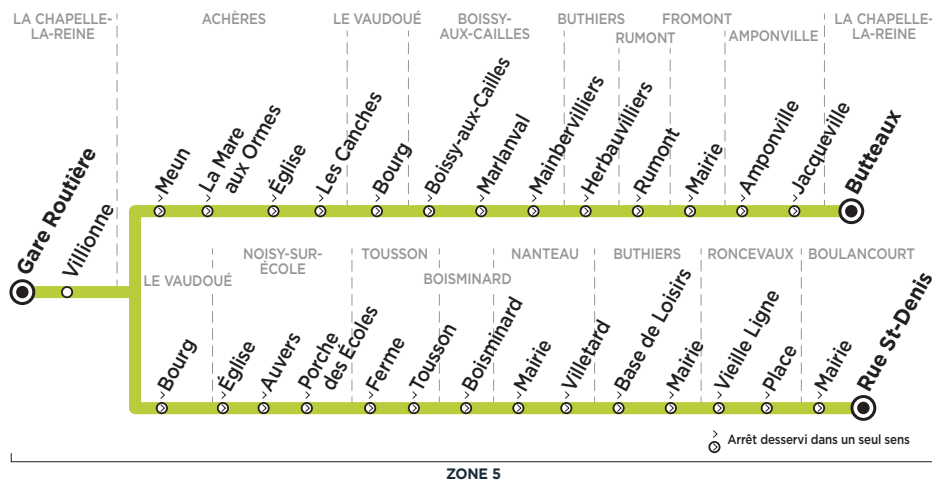 LA CHAPELLE-
LA-REINE
ACHÈRES
LE VAUDOUÉ
BOISSY-
AUX-CAILLES
BUTHIERS
RUMONT
FROMONT
AMPONVILLE
LA CHAPELLE-
LA-REINE
Gare Routière
Villionne
Meun
La Mare
aux Ormes
Église
Les Canches
Bourg
Boissy-aux-Cailles
Marlanval
Mainbervilliers
Herbauvilliers
Rumont
Mairie
Amponville
Jacqueville
Butteaux
LE VAUDOUÉ
NOISY-SUR-
ÉCOLE
TOUSSON
BOISMINARD
NANTEAU
BUTHIERS
RONCEVAUX
BOULANCOURT
Bourg
Église
Auvers
Porche
des Écoles
Ferme
Tousson
Boisminard
Mairie
Villetard
Base de Loisirs
Mairie
Vieille Ligne
Place
Mairie
Rue St-Denis
Arrêt desservi dans un seul sens
ZONE 5